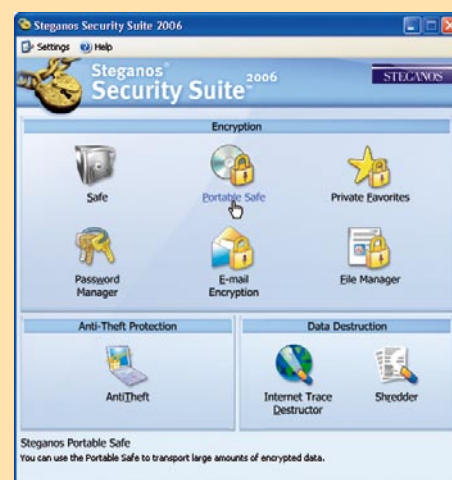 Steganos Security Suite 2006
Settings Help
Steganos®
Security Suite™ 2006
STEGANOS
Encryption
Safe
Portable Safe
Private Favorites
Password
Manager
E-mail
Encryption
File Manager
Anti-Theft Protection
Data Destruction
AntiTheft
Internet Trace
Destructor
Shredder
Steganos Portable Safe
You can use the Portable Safe to transport large amounts of encrypted data.